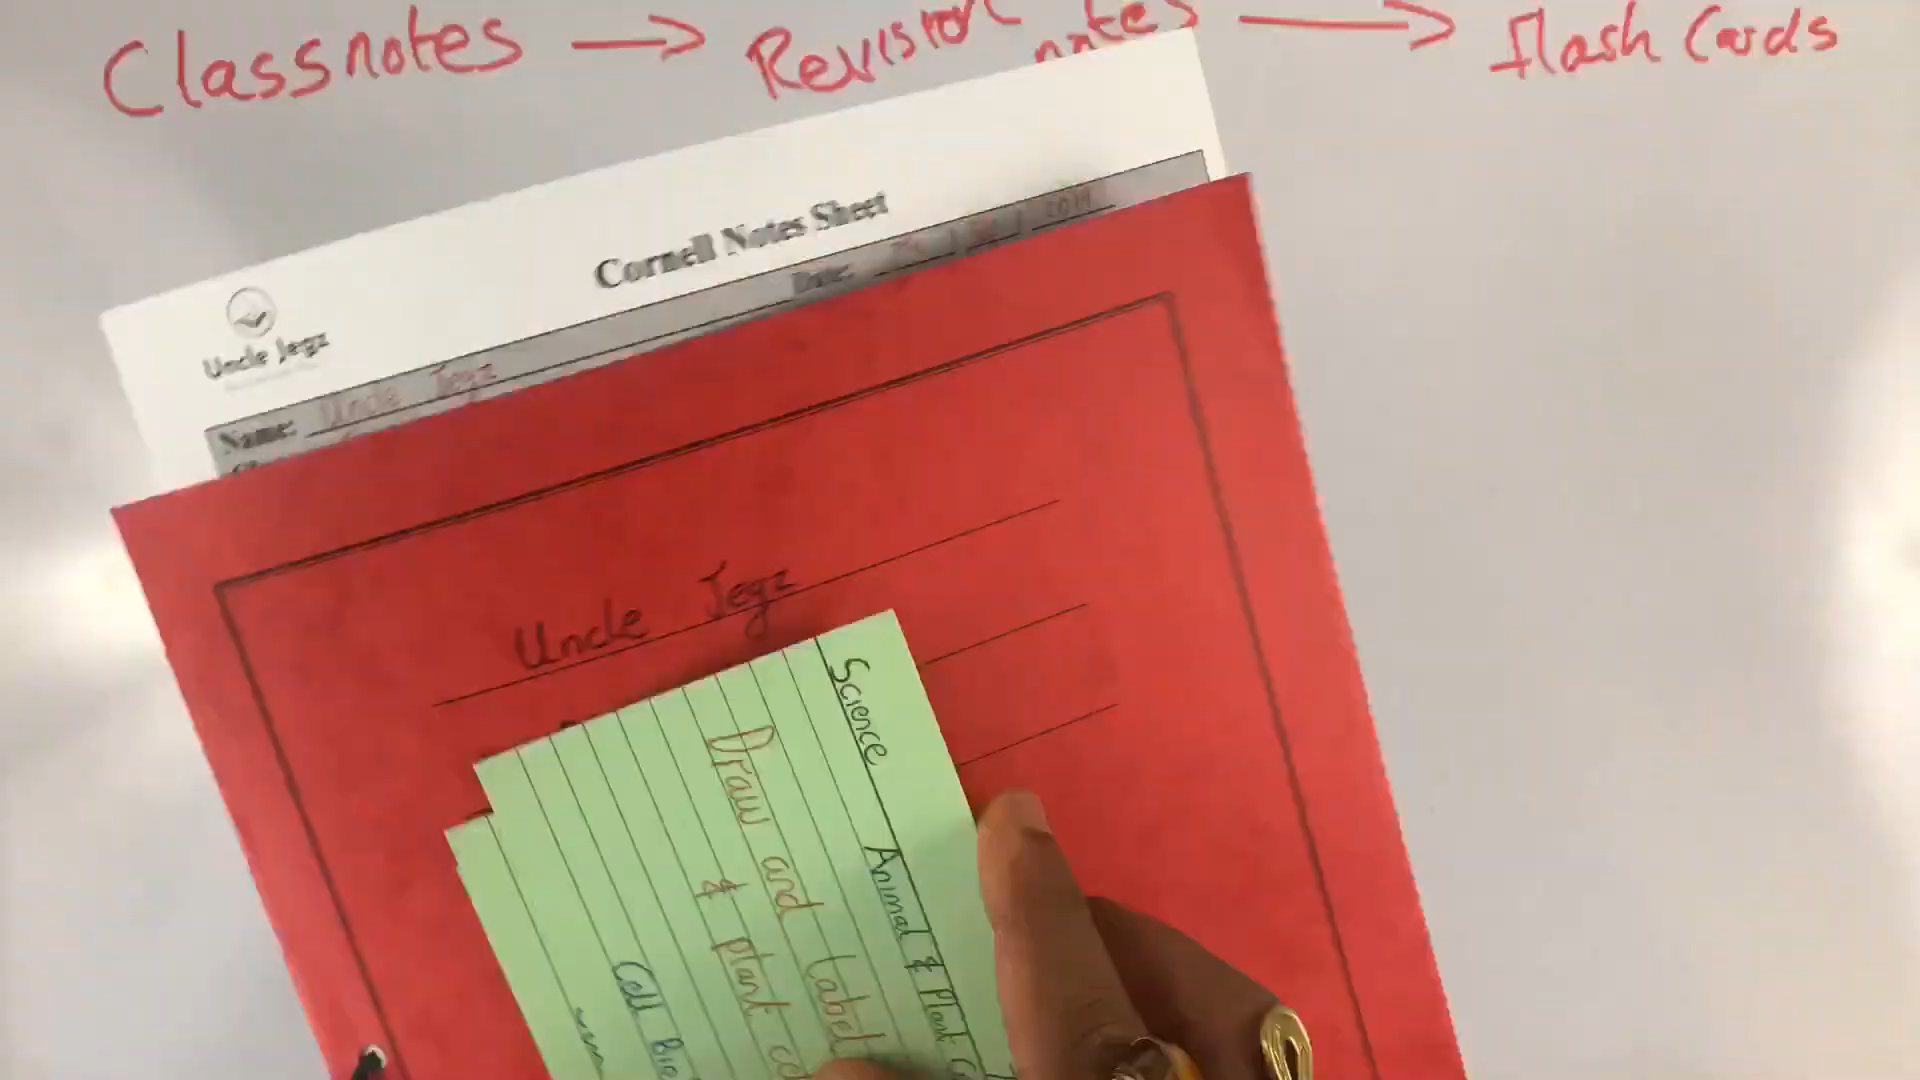 Classnotes → Revision notes → flash Cards
Cornell Notes Sheet
Uncle Jegz
Date: 2019
Name: Uncle Jegz
Uncle Jegz
Science Animal & Plant
Draw and Label
& plant
Cell